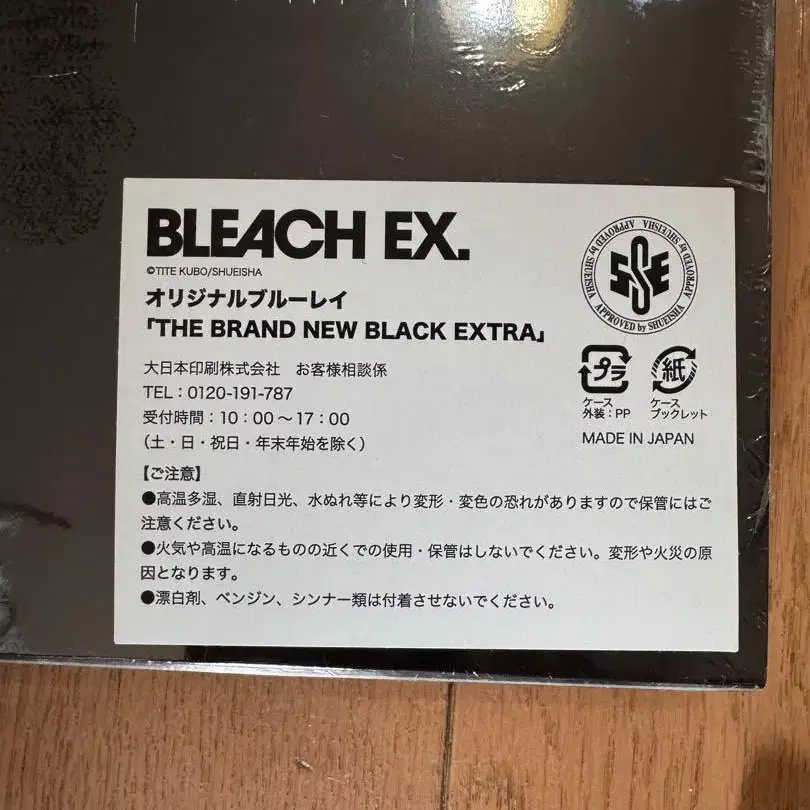 BLEACH EX.
©TITE KUBO/SHUEISHA
オリジナルブルーレイ
「THE BRAND NEW BLACK EXTRA」
大日本印刷株式会社　お客様相談係
TEL：0120-191-787
受付時間：10：00～17：00
（土・日・祝日・年末年始を除く）
【ご注意】
●高温多湿、直射日光、水ぬれ等により変形・変色の恐れがありますので保管にはご
注意ください。
●火気や高温になるものの近くでの使用・保管はしないでください。変形や火災の原
因となります。
●漂白剤、ベンジン、シンナー類は付着させないでください。
APPROVED by SHUEISHA APPROVED by SHUEISHA APPROVED by SHUEISHA
SSE
プラ 紙
ケース ケース
外装：PP ブックレット
MADE IN JAPAN